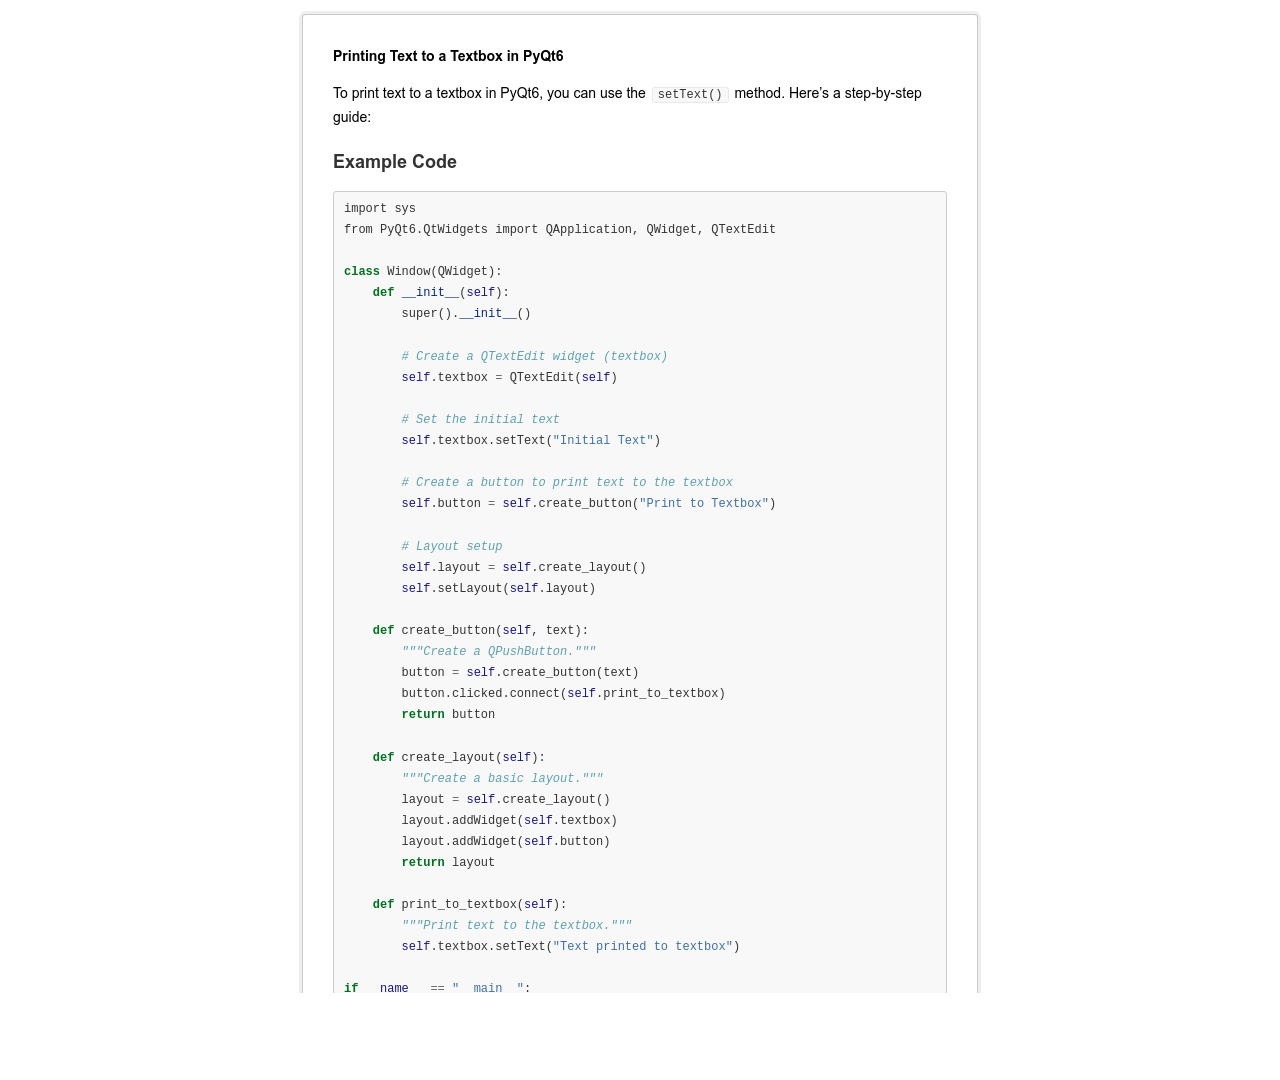 Printing Text to a Textbox in PyQt6
To print text to a textbox in PyQt6, you can use the setText() method. Here’s a step-by-step
guide:
Example Code
import sys
from PyQt6.QtWidgets import QApplication, QWidget, QTextEdit
class Window(QWidget):
    def __init__(self):
        super().__init__()
        # Create a QTextEdit widget (textbox)
        self.textbox = QTextEdit(self)
        # Set the initial text
        self.textbox.setText("Initial Text")
        # Create a button to print text to the textbox
        self.button = self.create_button("Print to Textbox")
        # Layout setup
        self.layout = self.create_layout()
        self.setLayout(self.layout)
    def create_button(self, text):
        """Create a QPushButton."""
        button = self.create_button(text)
        button.clicked.connect(self.print_to_textbox)
        return button
    def create_layout(self):
        """Create a basic layout."""
        layout = self.create_layout()
        layout.addWidget(self.textbox)
        layout.addWidget(self.button)
        return layout
    def print_to_textbox(self):
        """Print text to the textbox."""
        self.textbox.setText("Text printed to textbox")
if __name__ == "__main__":